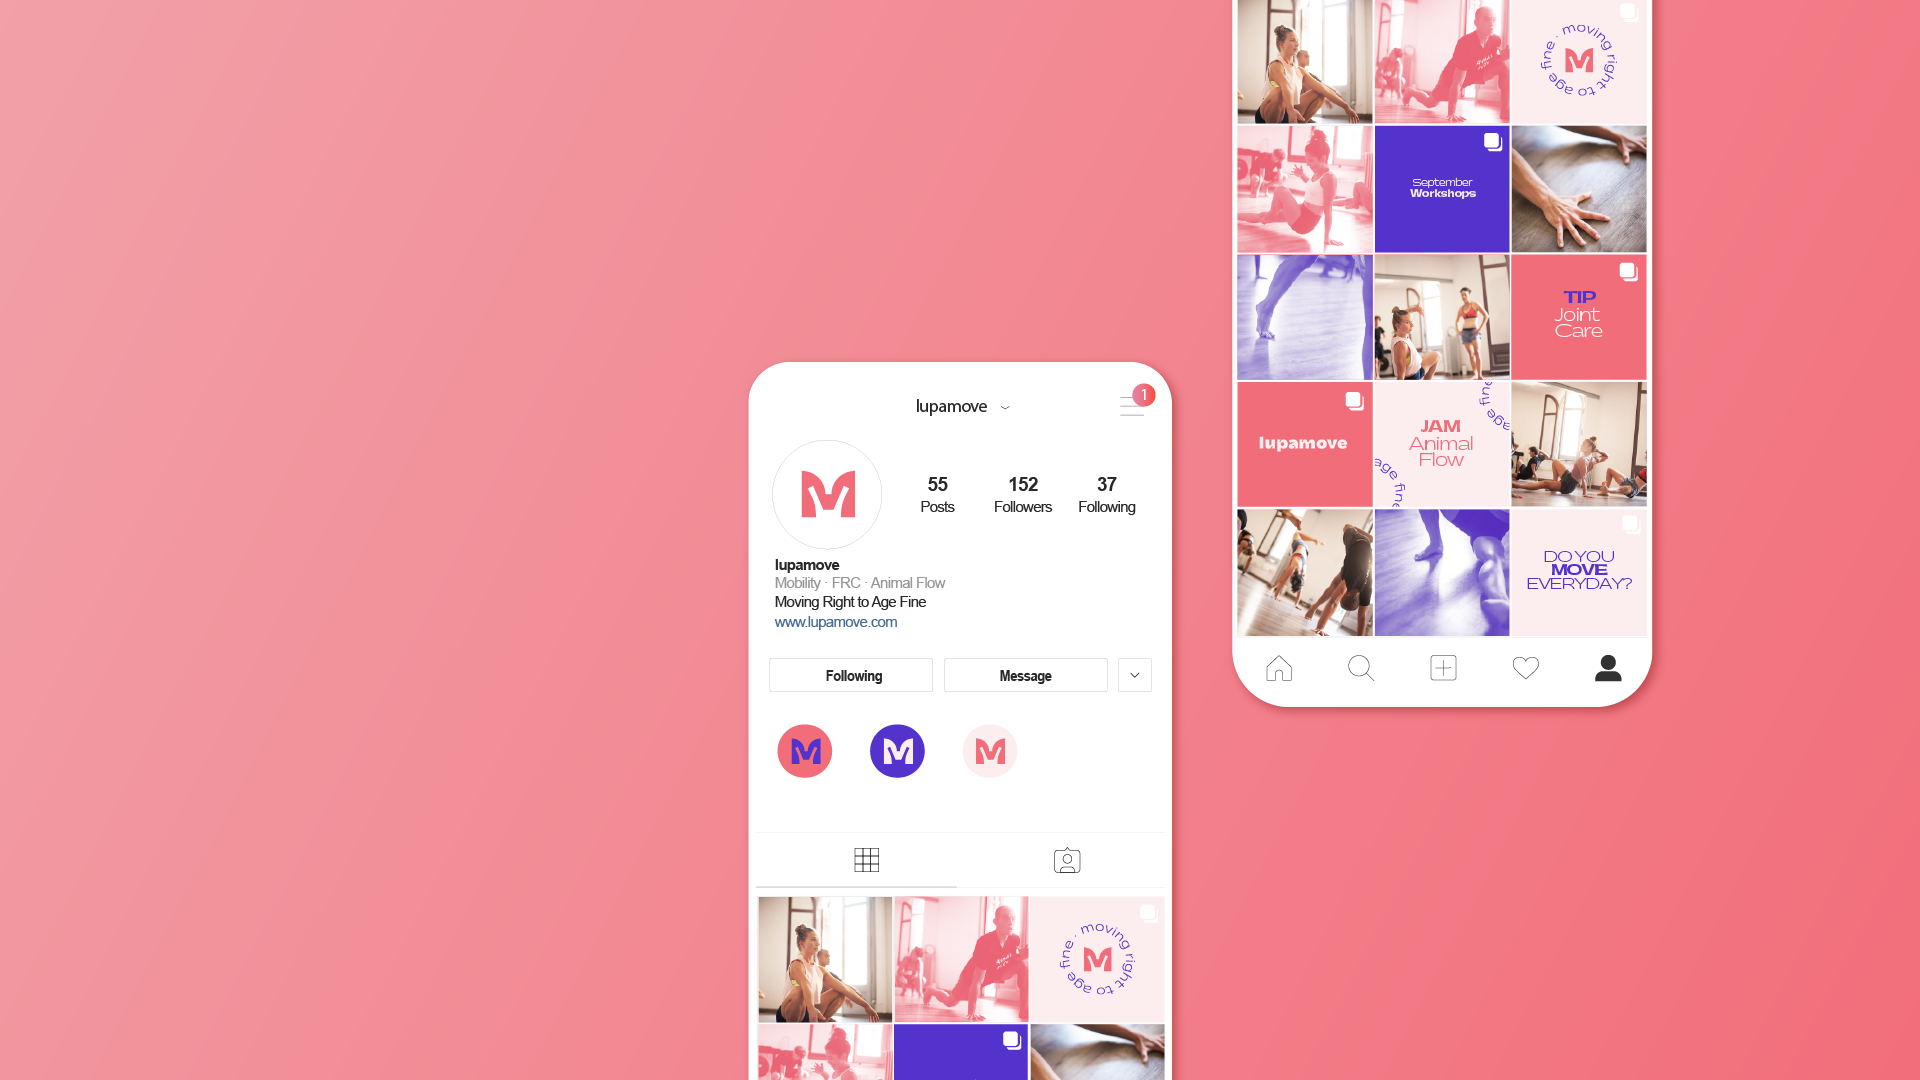 lupamove
1
55
152
37
Posts
Followers
Following
lupamove
Mobility · FRC · Animal Flow
Moving Right to Age Fine
www.lupamove.com
Following
Message
M
M
M
M
moving right to age fine ·
M
moving right to age fine ·
M
September
Workshops
TIP
Joint
Care
lupamove
age fine
JAM
Animal
Flow
age fine
DO YOU
MOVE
EVERYDAY?